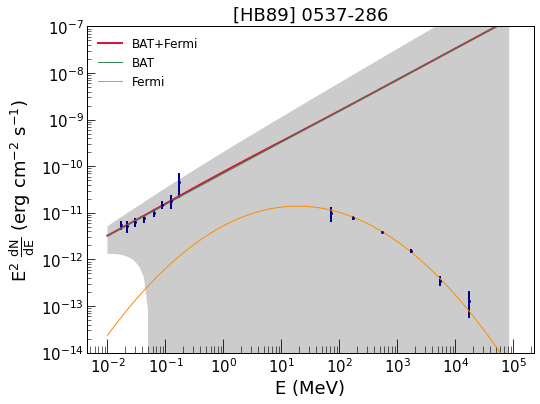 [HB89] 0537-286
BAT+Fermi
BAT
Fermi
E² dN/dE (erg cm⁻² s⁻¹)
10⁻⁷
10⁻⁸
10⁻⁹
10⁻¹⁰
10⁻¹¹
10⁻¹²
10⁻¹³
10⁻¹⁴
10⁻² 10⁻¹ 10⁰ 10¹ 10² 10³ 10⁴ 10⁵
E (MeV)